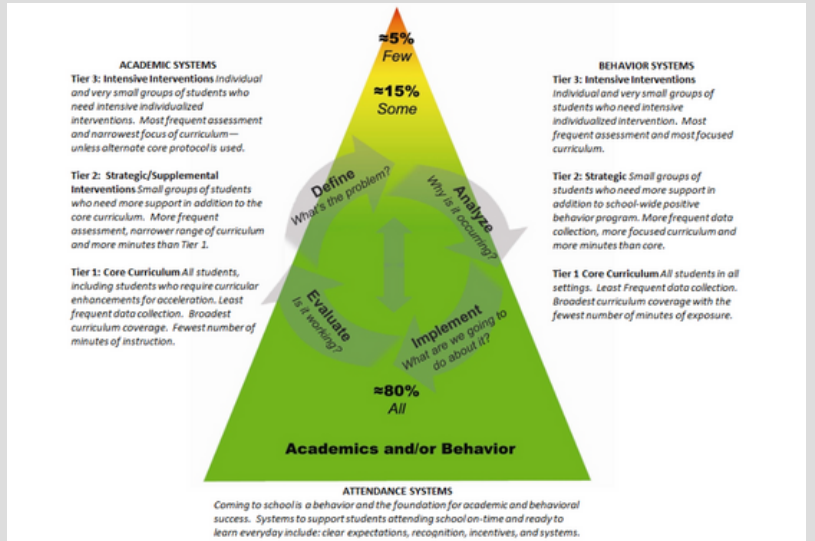 ≈5%
Few
≈15%
Some
ACADEMIC SYSTEMS
Tier 3: Intensive Interventions Individual
and very small groups of students who
need intensive individualized
interventions. Most frequent assessment
and narrowest focus of curriculum—
unless alternate core protocol is used.
Tier 2: Strategic/Supplemental
Interventions Small groups of students
who need more support in addition to the
core curriculum. More frequent
assessment, narrower range of curriculum
and more minutes than Tier 1.
Tier 1: Core Curriculum All students,
including students who require curricular
enhancements for acceleration. Least
frequent data collection. Broadest
curriculum coverage. Fewest number of
minutes of instruction.
Define
What's the problem?
Analyze
Why is it occurring?
Implement
What are we going to
do about it?
Evaluate
Is it working?
BEHAVIOR SYSTEMS
Tier 3: Intensive Interventions
Individual and very small groups of
students who need intensive
individualized intervention. Most
frequent assessment and most focused
curriculum.
Tier 2: Strategic Small groups of
students who need more support in
addition to school-wide positive
behavior program. More frequent data
collection, more focused curriculum and
more minutes than core.
Tier 1 Core Curriculum All students in all
settings. Least Frequent data collection.
Broadest curriculum coverage with the
fewest number of minutes of exposure.
≈80%
All
Academics and/or Behavior
ATTENDANCE SYSTEMS
Coming to school is a behavior and the foundation for academic and behavioral
success. Systems to support students attending school on-time and ready to
learn everyday include: clear expectations, recognition, incentives, and systems.